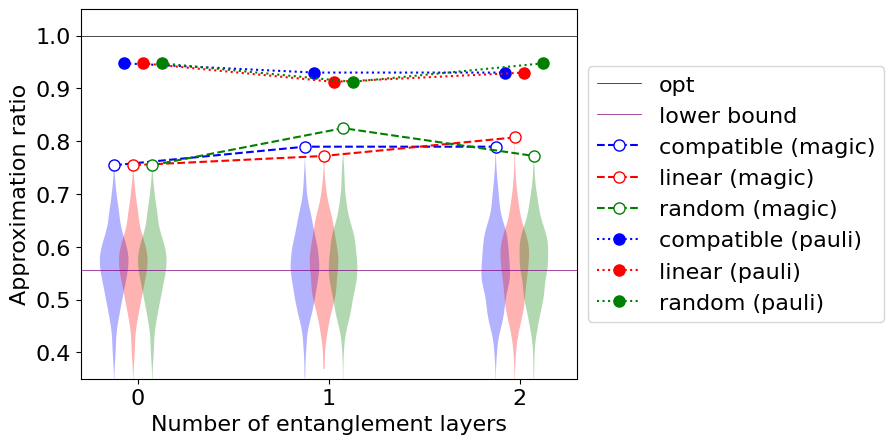 Approximation ratio
1.0
0.9
0.8
0.7
0.6
0.5
0.4
0
1
2
Number of entanglement layers
opt
lower bound
compatible (magic)
linear (magic)
random (magic)
compatible (pauli)
linear (pauli)
random (pauli)